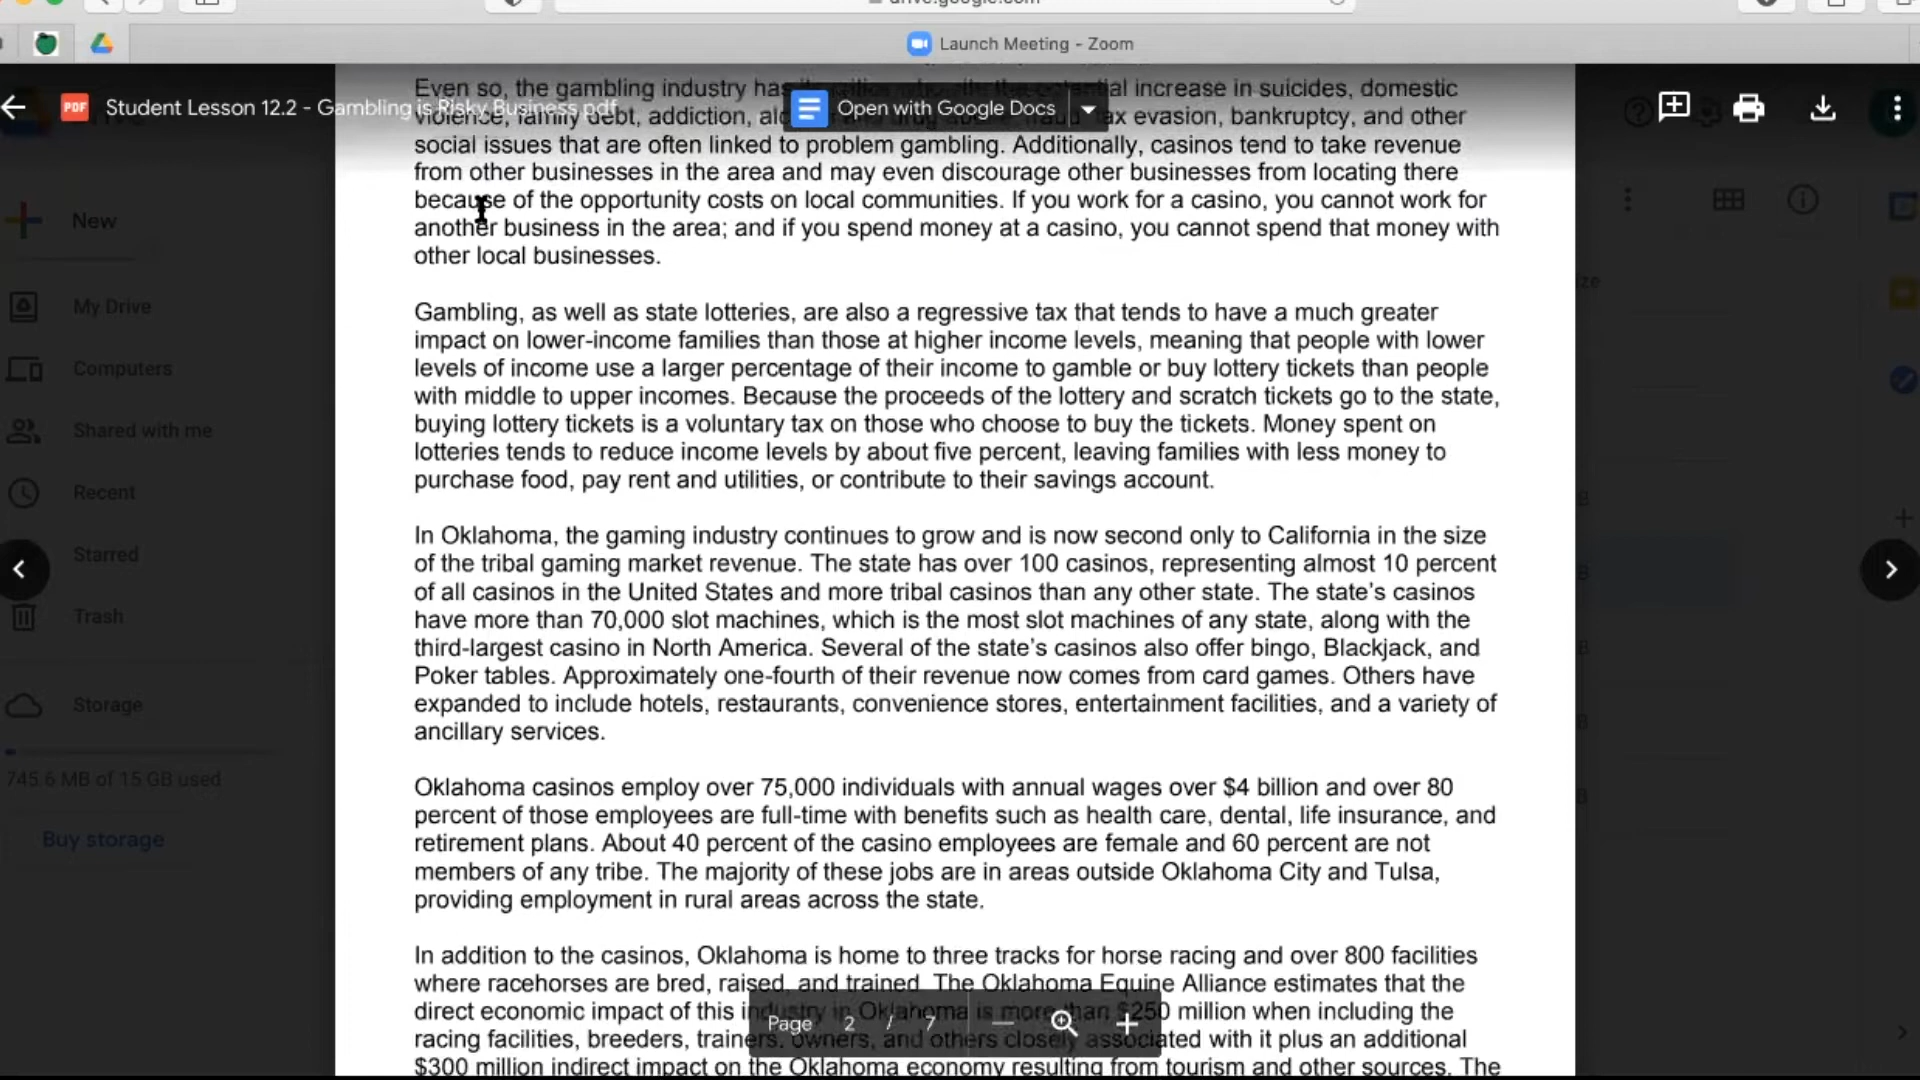 drive.google.com
Launch Meeting - Zoom
PDF Student Lesson 12.2 - Gambling is Risky Business.pdf
Open with Google Docs
Even so, the gambling industry has increase in suicides, domestic
violence, family debt, addiction, tax evasion, bankruptcy, and other
social issues that are often linked to problem gambling. Additionally, casinos tend to take revenue
from other businesses in the area and may even discourage other businesses from locating there
because of the opportunity costs on local communities. If you work for a casino, you cannot work for
another business in the area; and if you spend money at a casino, you cannot spend that money with
other local businesses.
Gambling, as well as state lotteries, are also a regressive tax that tends to have a much greater
impact on lower-income families than those at higher income levels, meaning that people with lower
levels of income use a larger percentage of their income to gamble or buy lottery tickets than people
with middle to upper incomes. Because the proceeds of the lottery and scratch tickets go to the state,
buying lottery tickets is a voluntary tax on those who choose to buy the tickets. Money spent on
lotteries tends to reduce income levels by about five percent, leaving families with less money to
purchase food, pay rent and utilities, or contribute to their savings account.
In Oklahoma, the gaming industry continues to grow and is now second only to California in the size
of the tribal gaming market revenue. The state has over 100 casinos, representing almost 10 percent
of all casinos in the United States and more tribal casinos than any other state. The state's casinos
have more than 70,000 slot machines, which is the most slot machines of any state, along with the
third-largest casino in North America. Several of the state's casinos also offer bingo, Blackjack, and
Poker tables. Approximately one-fourth of their revenue now comes from card games. Others have
expanded to include hotels, restaurants, convenience stores, entertainment facilities, and a variety of
ancillary services.
Oklahoma casinos employ over 75,000 individuals with annual wages over $4 billion and over 80
percent of those employees are full-time with benefits such as health care, dental, life insurance, and
retirement plans. About 40 percent of the casino employees are female and 60 percent are not
members of any tribe. The majority of these jobs are in areas outside Oklahoma City and Tulsa,
providing employment in rural areas across the state.
In addition to the casinos, Oklahoma is home to three tracks for horse racing and over 800 facilities
where racehorses are bred, raised, and trained. The Oklahoma Equine Alliance estimates that the
direct economic impact of this industry in Oklahoma is more than $250 million when including the
racing facilities, breeders, trainers, owners, and others closely associated with it plus an additional
$300 million indirect impact on the Oklahoma economy resulting from tourism and other sources. The
Page 2 / 7
New
My Drive
Computers
Shared with me
Recent
Starred
Trash
Storage
745.6 MB of 15 GB used
Buy storage